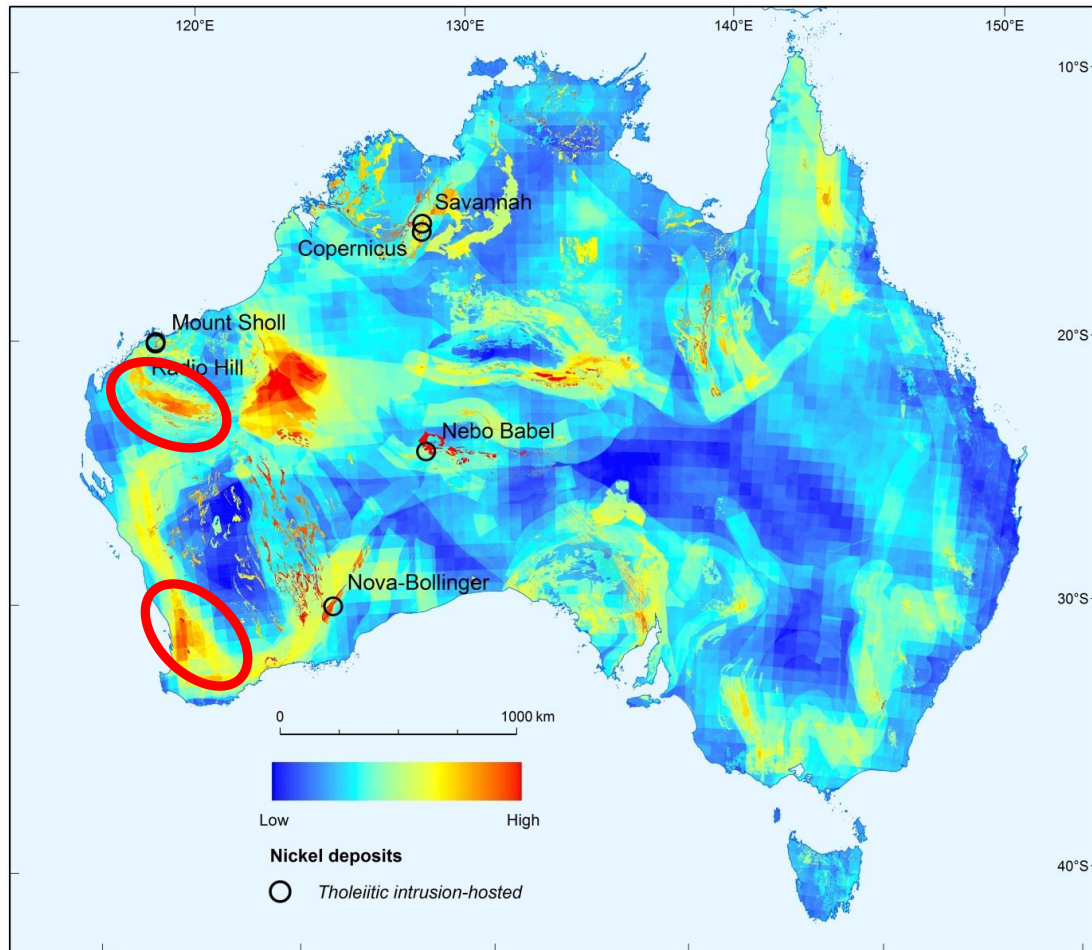 120°E
130°E
140°E
150°E
10°S
Savannah
Copernicus
Mount Sholl
20°S
Radio Hill
Nebo Babel
Nova-Bollinger
30°S
0
1000 km
Low
High
Nickel deposits
40°S
Tholeiitic intrusion-hosted